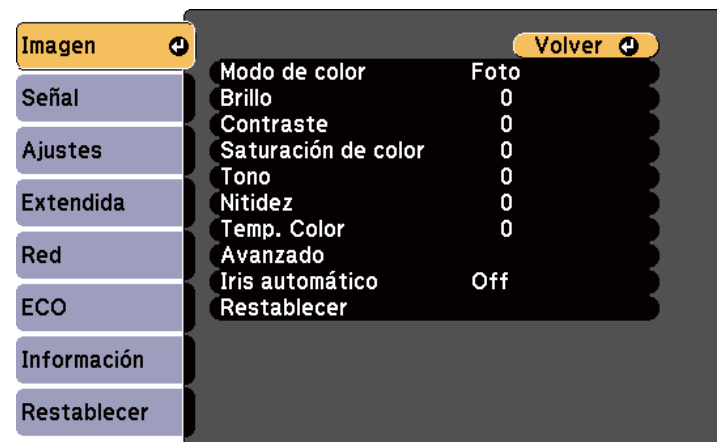 Imagen
Señal
Ajustes
Extendida
Red
ECO
Información
Restablecer
Volver
Modo de color Foto
Brillo 0
Contraste 0
Saturación de color 0
Tono 0
Nitidez 0
Temp. Color 0
Avanzado
Iris automático Off
Restablecer